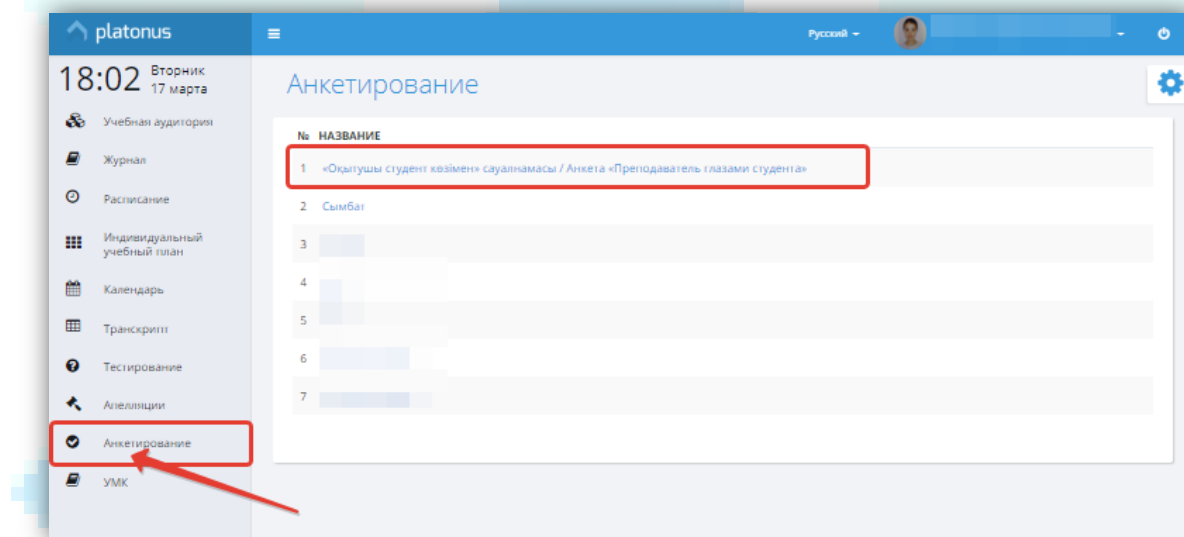 platonus
Русский
18:02 Вторник
17 марта
Анкетирование
Учебная аудитория
Журнал
Расписание
Индивидуальный
учебный план
Календарь
Транскрипт
Тестирование
Апелляции
Анкетирование
УМК
№ НАЗВАНИЕ
1 «Оқытушы студент көзімен» сауалнамасы / Анкета «Преподаватель глазами студента»
2 Сымбат
3
4
5
6
7